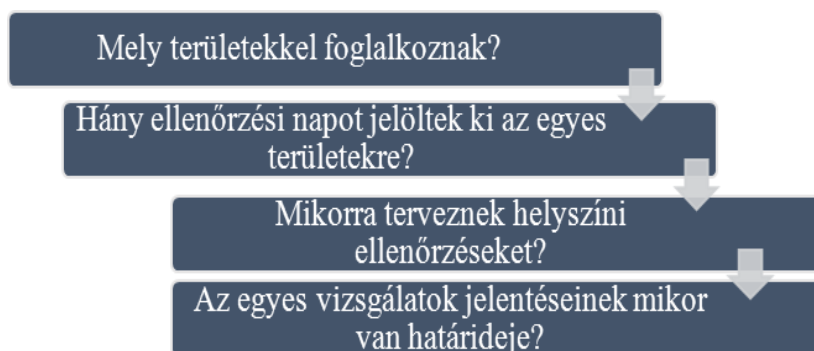 Mely területekkel foglalkoznak?
Hány ellenőrzési napot jelöltek ki az egyes
területekre?
Mikorra terveznek helyszíni
ellenőrzéseket?
Az egyes vizsgálatok jelentéseinek mikor
van határideje?